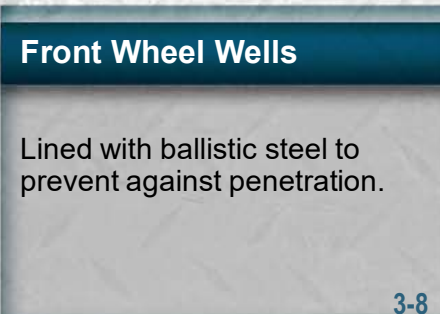 Front Wheel Wells
Lined with ballistic steel to
prevent against penetration.
3-8